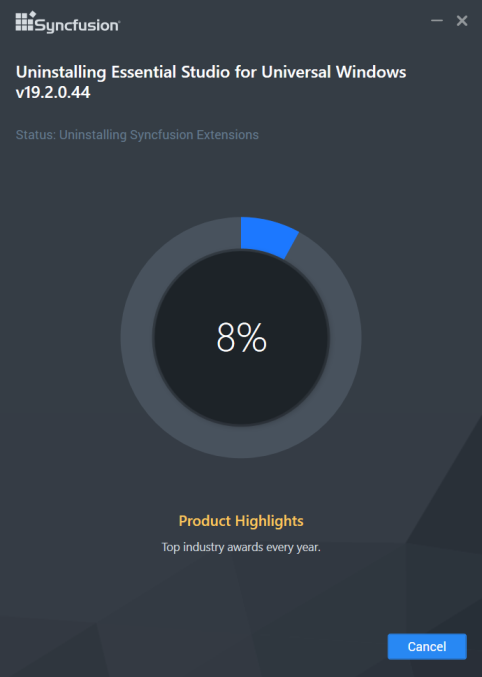 Syncfusion
Uninstalling Essential Studio for Universal Windows
v19.2.0.44
Status: Uninstalling Syncfusion Extensions
8%
Product Highlights
Top industry awards every year.
Cancel